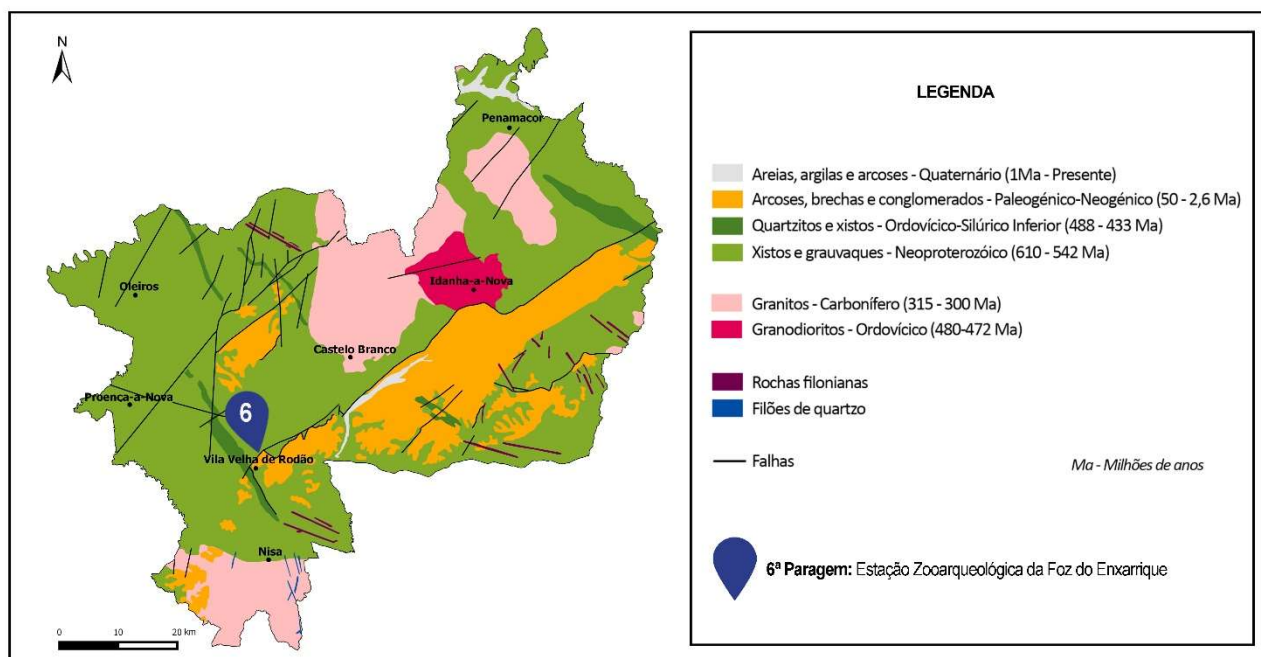 N
Penamacor
Oleiros
Idanha-a-Nova
Castelo Branco
Proença-a-Nova
6
Vila Velha de Rodão
Nisa
0 10 20 km
LEGENDA
Areias, argilas e arcoses - Quaternário (1Ma - Presente)
Arcoses, brechas e conglomerados - Paleogénico-Neogénico (50 - 2,6 Ma)
Quartzitos e xistos - Ordovícico-Silúrico Inferior (488 - 433 Ma)
Xistos e grauvaques - Neoproterozóico (610 - 542 Ma)
Granitos - Carbonífero (315 - 300 Ma)
Granodioritos - Ordovícico (480-472 Ma)
Rochas filonianas
Filões de quartzo
Falhas
Ma - Milhões de anos
6ª Paragem: Estação Zooarqueológica da Foz do Enxarrique